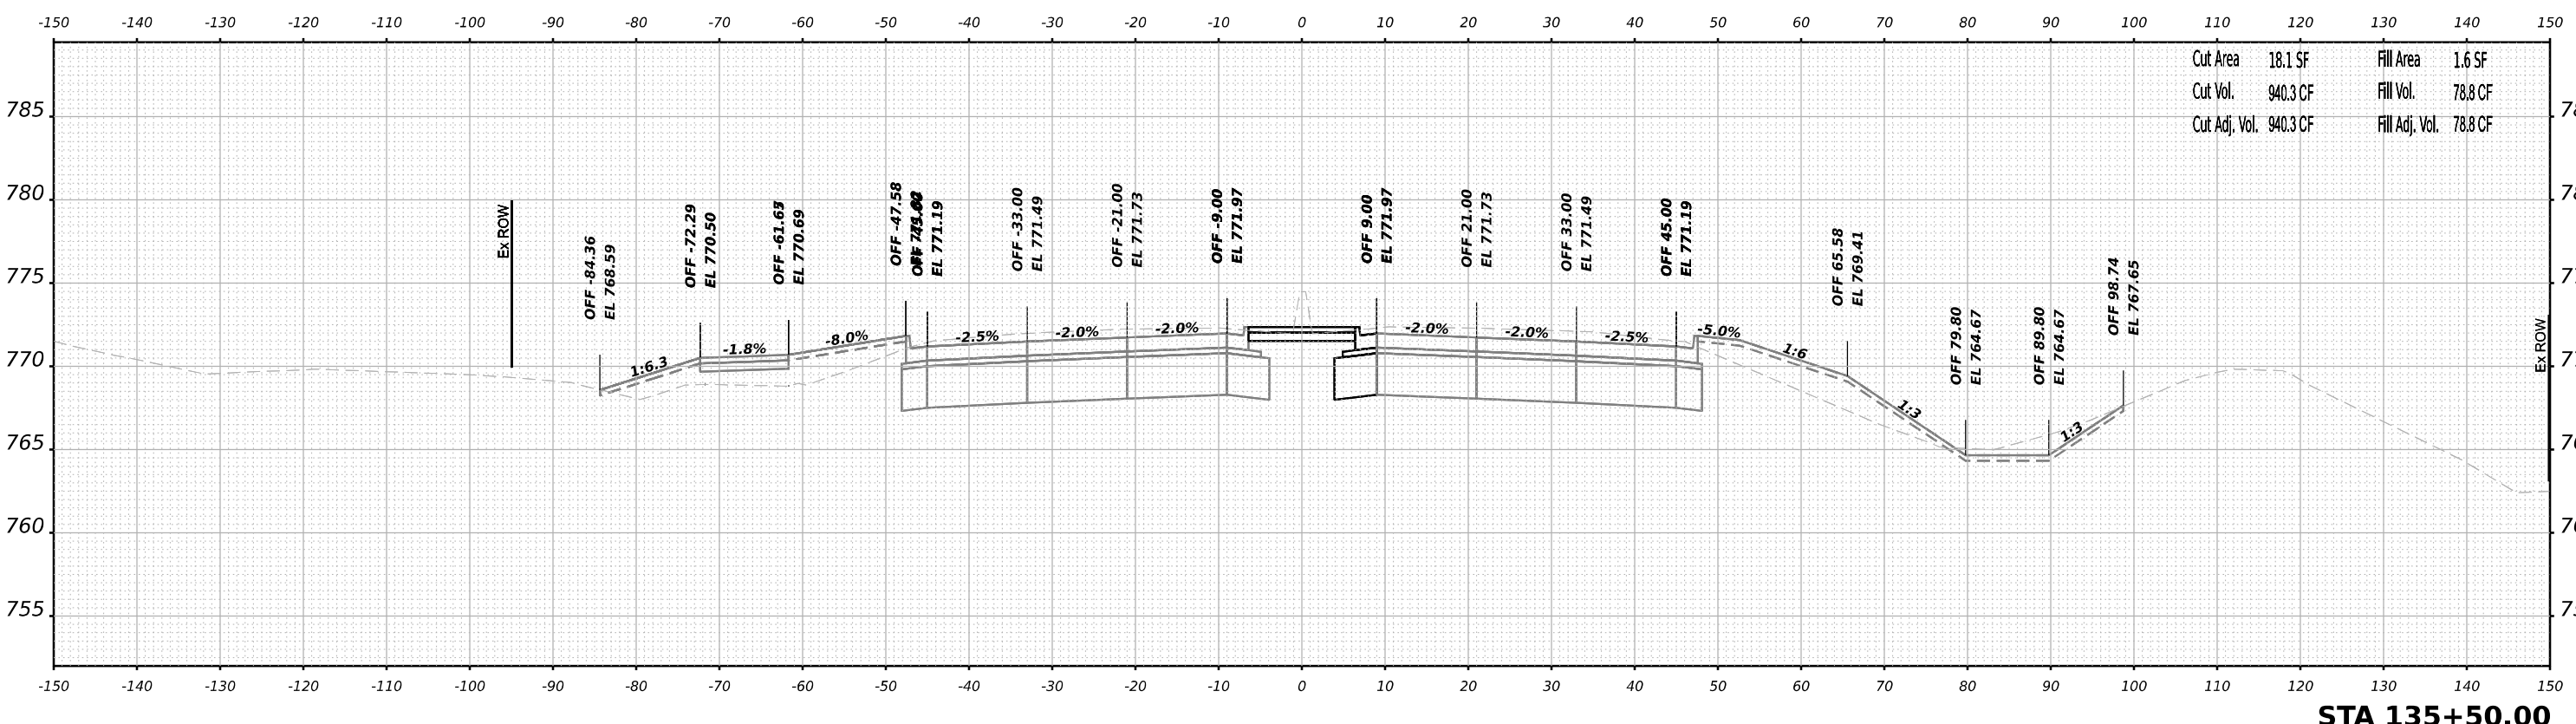 -150 -140 -130 -120 -110 -100 -90 -80 -70 -60 -50 -40 -30 -20 -10 0 10 20 30 40 50 60 70 80 90 100 110 120 130 140 150
Cut Area 18.1 SF Fill Area 1.6 SF
Cut Vol. 940.3 CF Fill Vol. 78.8 CF
Cut Adj. Vol. 940.3 CF Fill Adj. Vol. 78.8 CF
785
780
775
770
765
760
755
Ex ROW
OFF -84.36
EL 768.59
OFF -72.29
EL 770.50
EL 770.69
OFF -47.58
EL 771.19
OFF -33.00
EL 771.49
OFF -21.00
EL 771.73
OFF -9.00
EL 771.97
OFF 9.00
EL 771.97
OFF 21.00
EL 771.73
OFF 33.00
EL 771.49
OFF 45.00
EL 771.19
OFF 65.58
EL 769.41
OFF 79.80
EL 764.67
OFF 89.80
EL 764.67
OFF 98.74
EL 767.65
Ex ROW
1:6.3
-1.8%
-8.0%
-2.5%
-2.0%
-2.0%
-2.0%
-2.0%
-2.5%
-5.0%
1:6
1:3
1:3
-150 -140 -130 -120 -110 -100 -90 -80 -70 -60 -50 -40 -30 -20 -10 0 10 20 30 40 50 60 70 80 90 100 110 120 130 140 150
STA 135+50.00